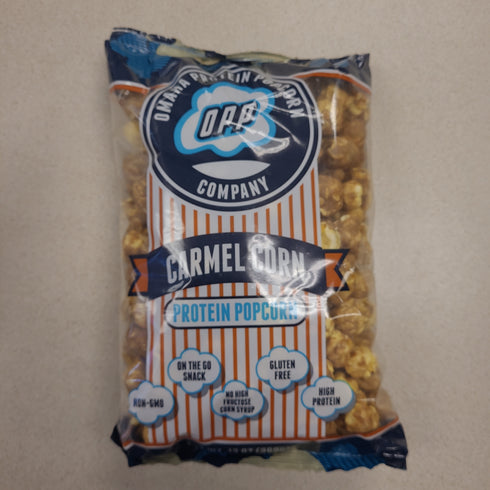 OMAHA PROTEIN POPCORN
OPP
COMPANY
CARMEL CORN
PROTEIN POPCORN
ON THE GO
SNACK
GLUTEN
FREE
NON-GMO
NO HIGH
FRUCTOSE
CORN SYRUP
HIGH
PROTEIN